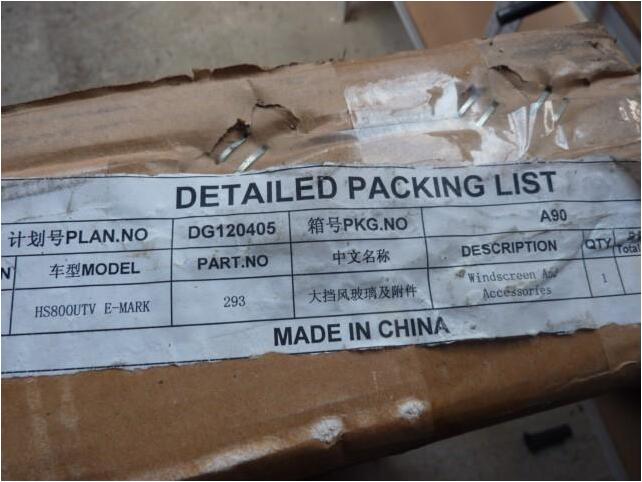 DETAILED PACKING LIST
计划号PLAN.NO DG120405 箱号PKG.NO A90
N 车型MODEL PART.NO 中文名称 DESCRIPTION QTY Total
HS800UTV E-MARK 293 大挡风玻璃及附件 Windscreen And 1
Accessories
MADE IN CHINA